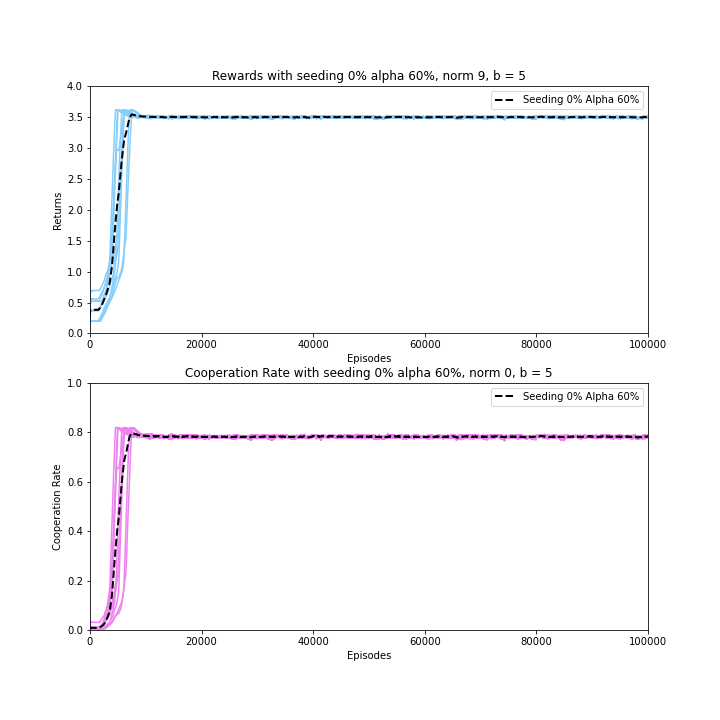 Rewards with seeding 0% alpha 60%, norm 9, b = 5
Seeding 0% Alpha 60%
Returns
4.0
3.5
3.0
2.5
2.0
1.5
1.0
0.5
0.0
0 20000 40000 60000 80000 100000
Episodes
Cooperation Rate with seeding 0% alpha 60%, norm 0, b = 5
Seeding 0% Alpha 60%
Cooperation Rate
1.0
0.8
0.6
0.4
0.2
0.0
0 20000 40000 60000 80000 100000
Episodes